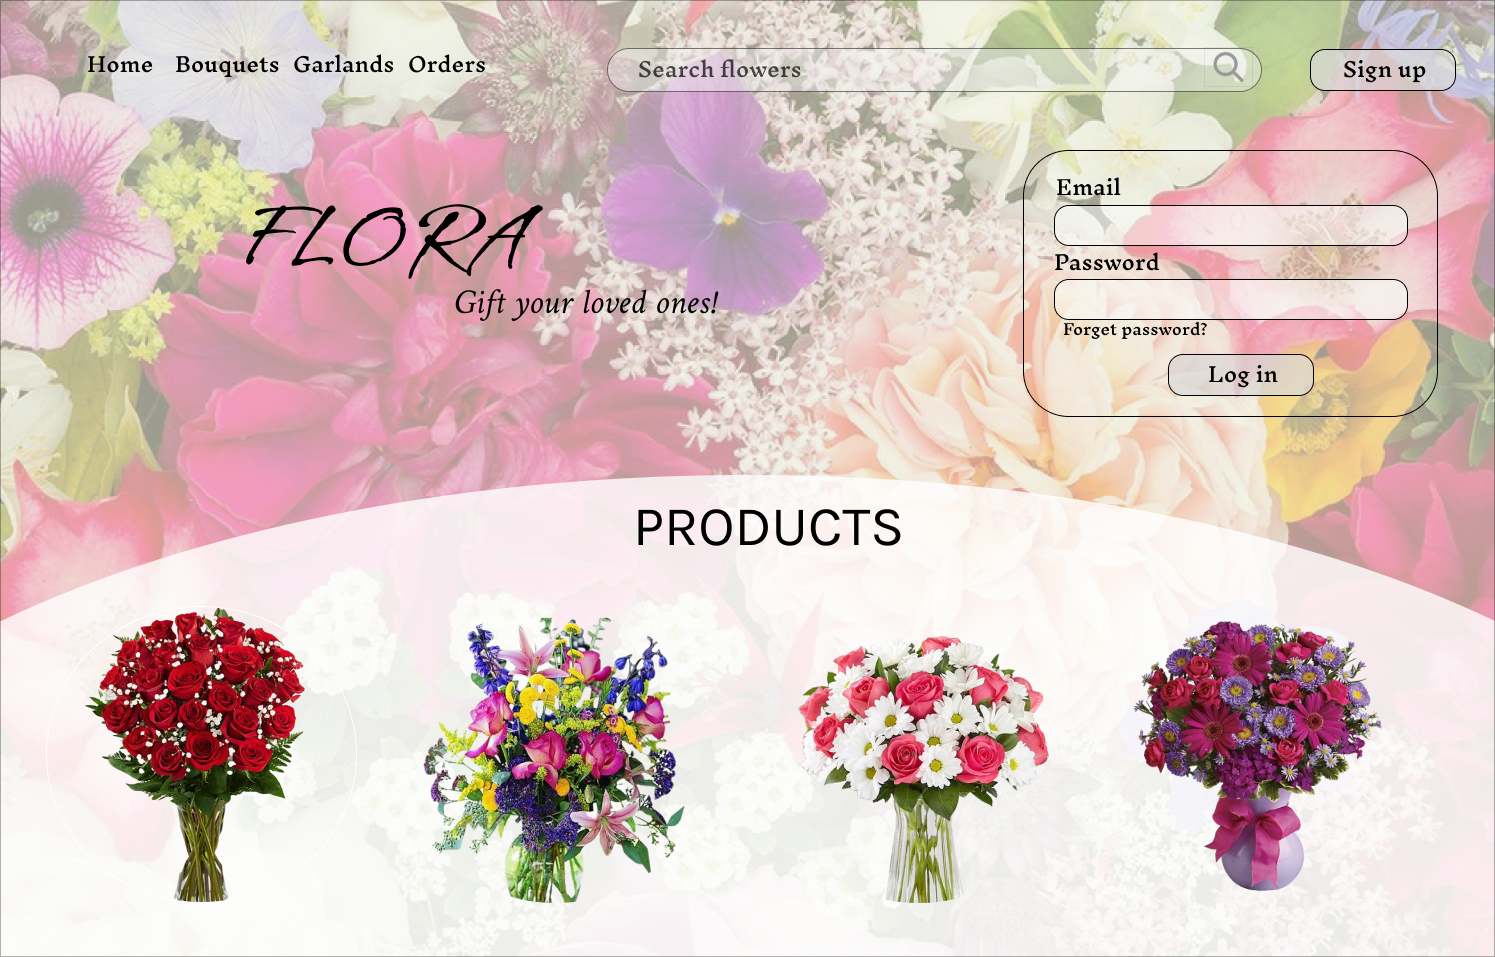 Home Bouquets Garlands Orders
Search flowers
Sign up
FLORA
Gift your loved ones!
Email
Password
Forget password?
Log in
PRODUCTS